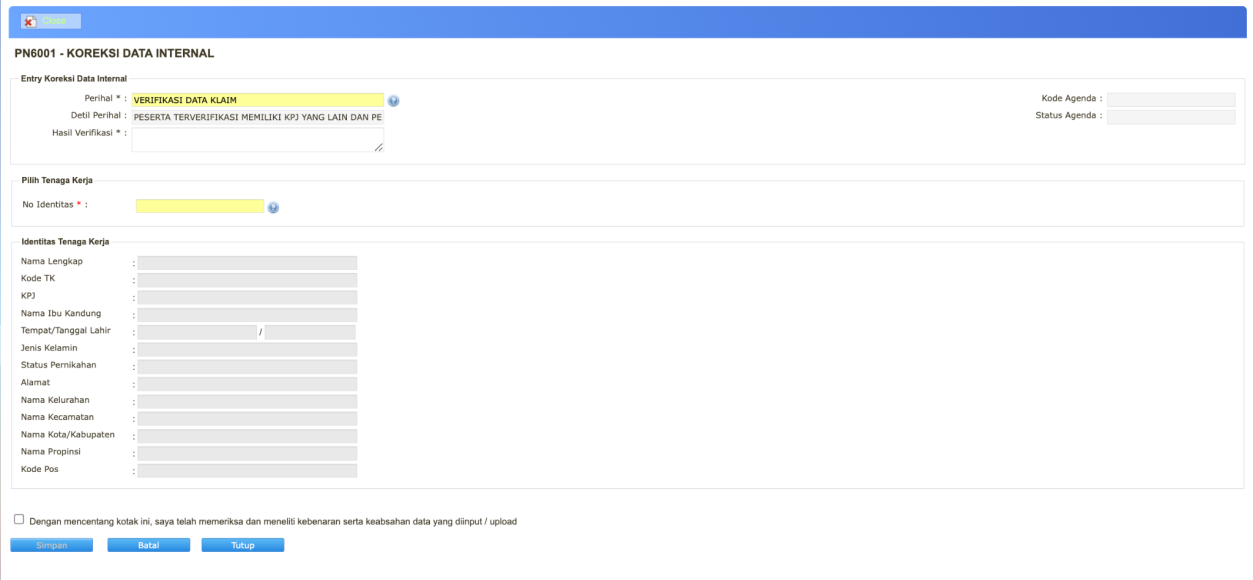 Close
PN6001 - KOREKSI DATA INTERNAL
Entry Koreksi Data Internal
Perihal * : VERIFIKASI DATA KLAIM
Kode Agenda :
Detil Perihal : PESERTA TERVERIFIKASI MEMILIKI KPJ YANG LAIN DAN PE
Status Agenda :
Hasil Verifikasi * :
Pilih Tenaga Kerja
No Identitas * :
Identitas Tenaga Kerja
Nama Lengkap :
Kode TK :
KPJ :
Nama Ibu Kandung :
Tempat/Tanggal Lahir : /
Jenis Kelamin :
Status Pernikahan :
Alamat :
Nama Kelurahan :
Nama Kecamatan :
Nama Kota/Kabupaten :
Nama Propinsi :
Kode Pos :
Dengan mencentang kotak ini, saya telah memeriksa dan meneliti kebenaran serta keabsahan data yang diinput / upload
Simpan Batal Tutup